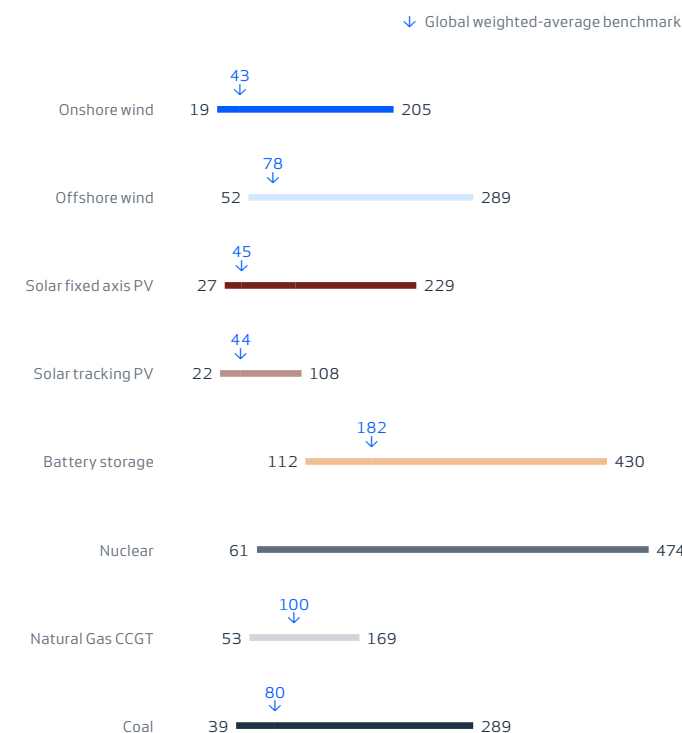 Global weighted-average benchmark
43
Onshore wind 19 205
78
Offshore wind 52 289
45
Solar fixed axis PV 27 229
44
Solar tracking PV 22 108
182
Battery storage 112 430
Nuclear 61 474
100
Natural Gas CCGT 53 169
80
Coal 39 289